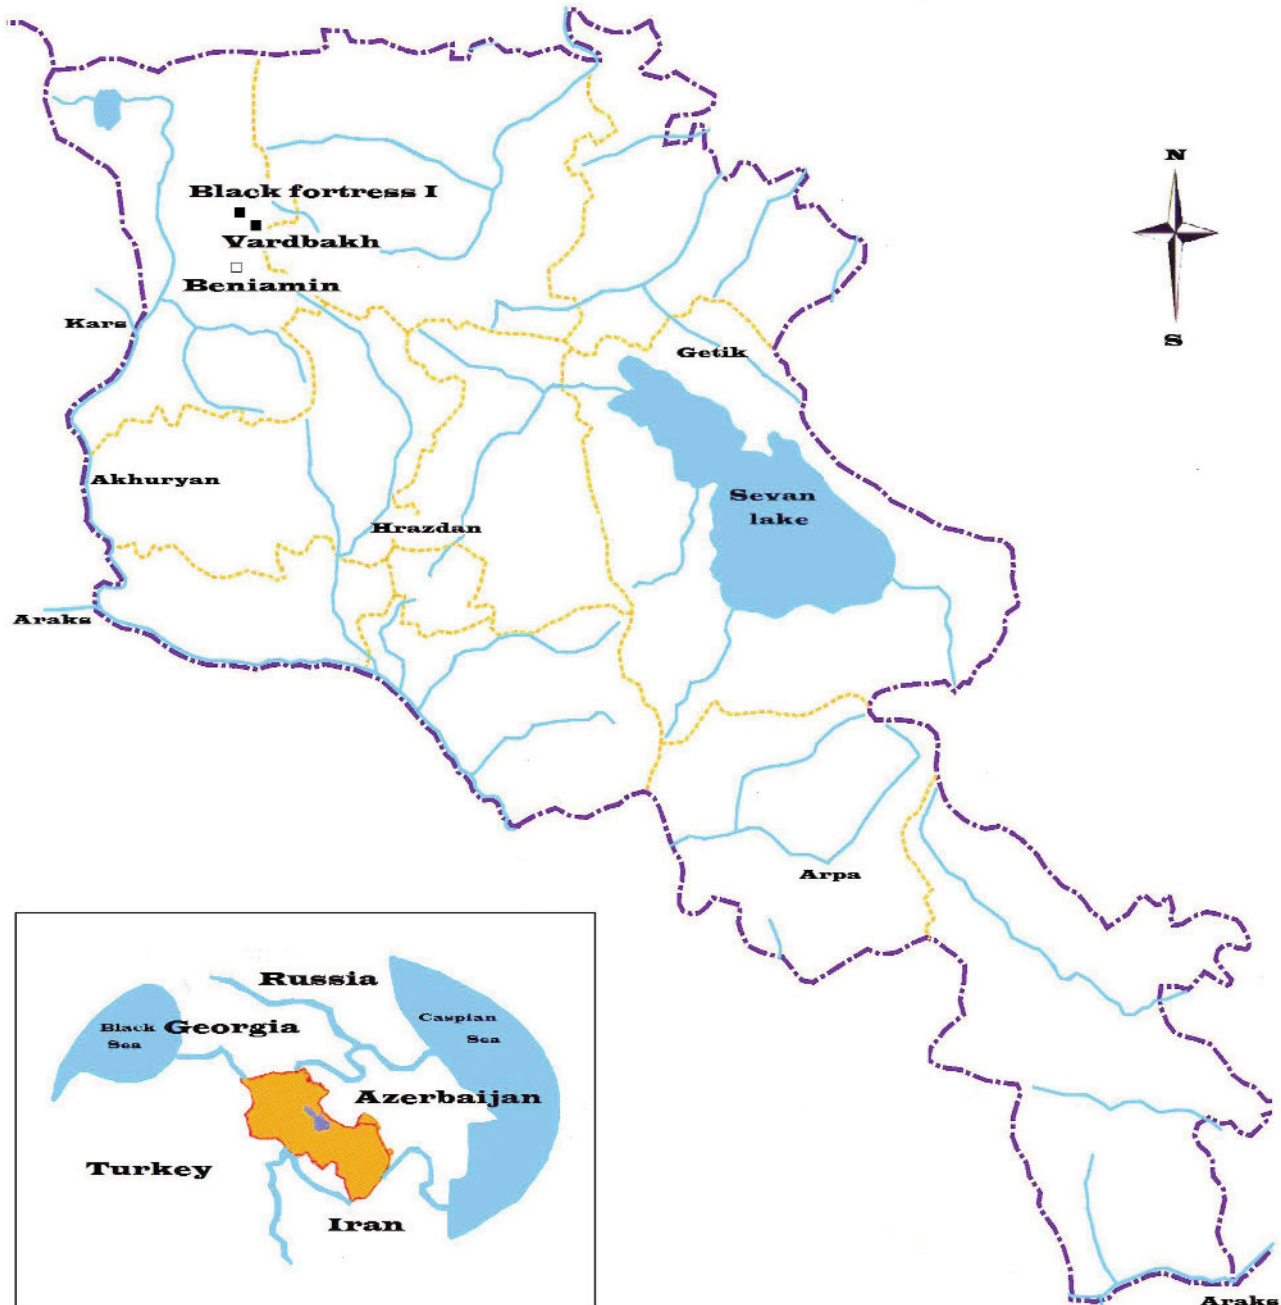 N
Black fortress I
Vardbakh
Beniamin
Kars
S
Getik
Akhuryan
Sevan
lake
Hrazdan
Araks
Arpa
Russia
Black
Sea
Georgia
Caspian
Sea
Azerbaijan
Turkey
Iran
Araks